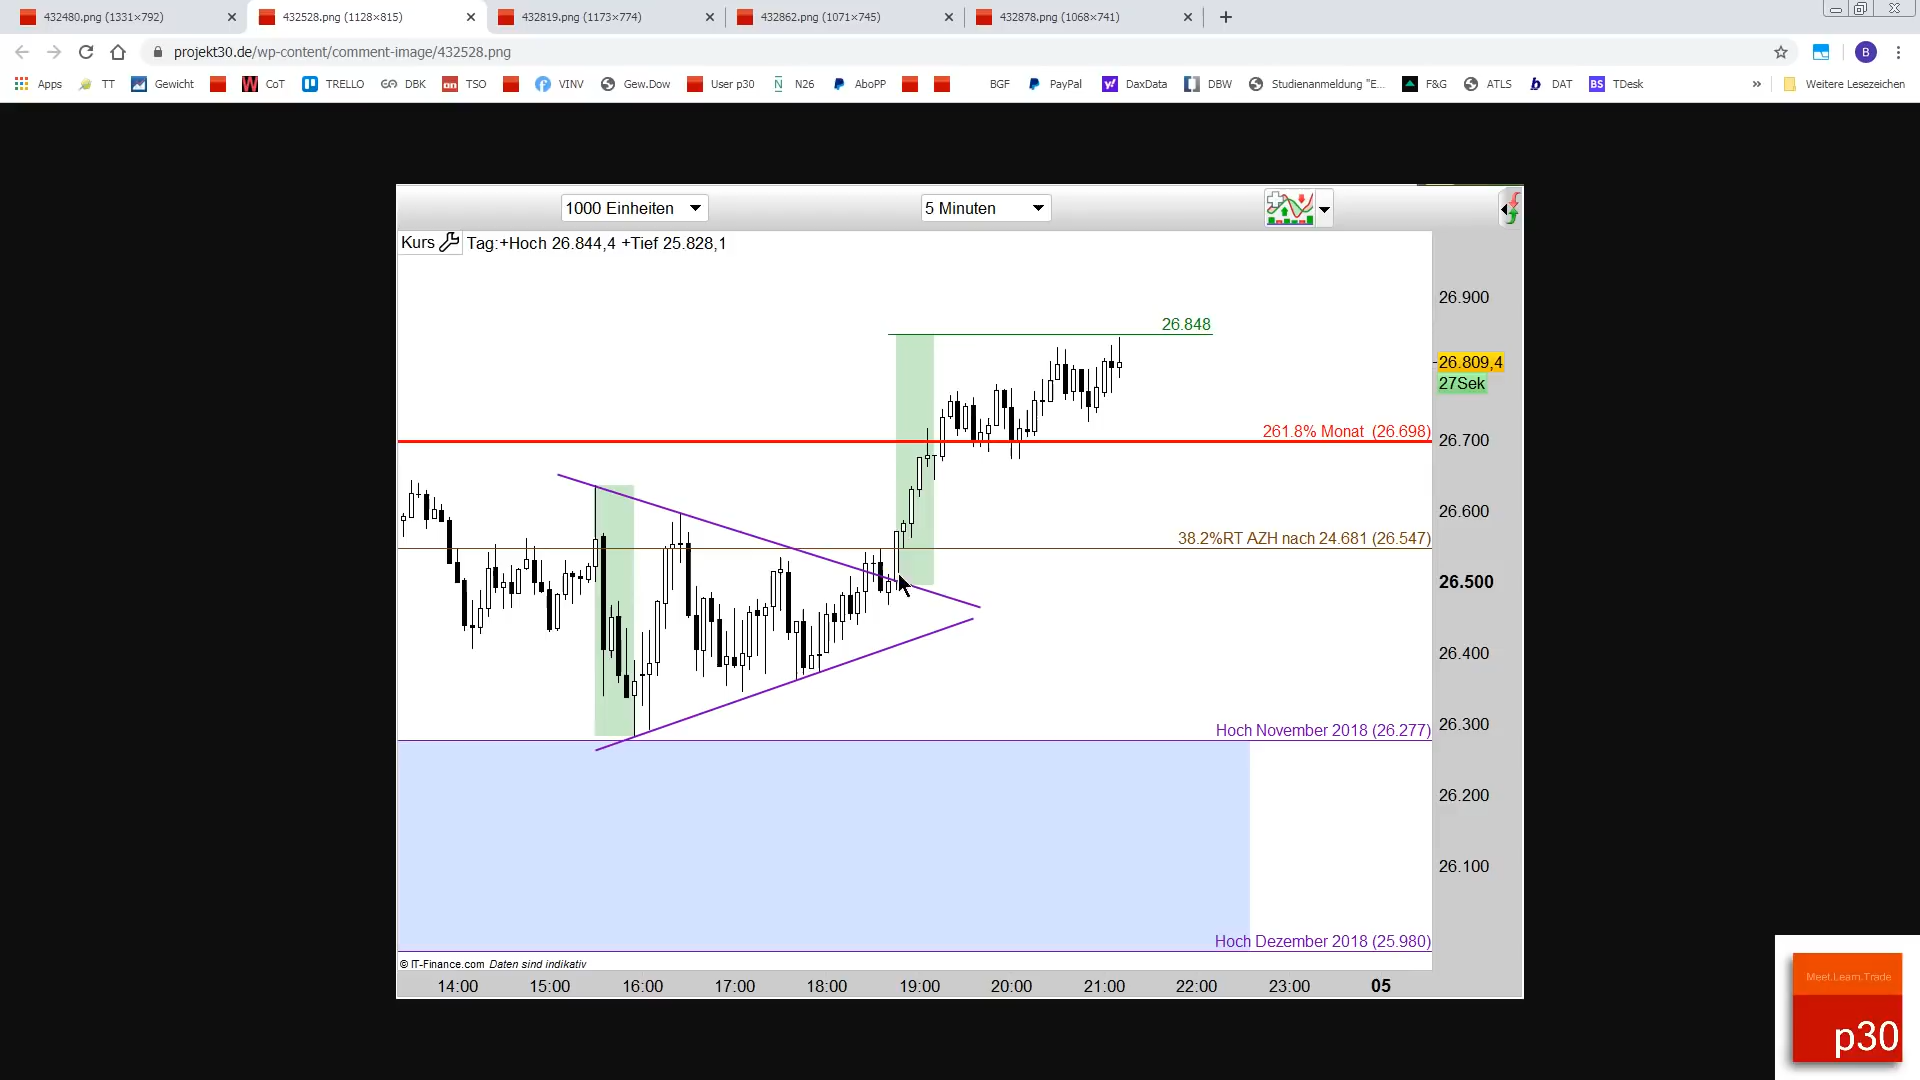 432480.png (1331×792)
432528.png (1128×815)
432819.png (1173×774)
432862.png (1071×745)
432878.png (1068×741)
projekt30.de/wp-content/comment-image/432528.png
B
Apps
TT
Gewicht
CoT
TRELLO
DBK
on
TSO
VINV
Gew.Dow
User p30
N
N26
AboPP
BGF
PayPal
DaxData
DBW
Studienanmeldung "E...
F&G
ATLS
b
DAT
BS
TDesk
»
Weitere Lesezeichen
1000 Einheiten
5 Minuten
Kurs
Tag:+Hoch 26.844,4 +Tief 25.828,1
26.900
26.848
26.809,4
27Sek
261.8% Monat (26.698)
26.700
26.600
38.2%RT AZH nach 24.681 (26.547)
26.500
26.400
Hoch November 2018 (26.277)
26.300
26.200
26.100
Hoch Dezember 2018 (25.980)
© IT-Finance.com Daten sind indikativ
14:00
15:00
16:00
17:00
18:00
19:00
20:00
21:00
22:00
23:00
05
Meet.Learn.Trade
p30